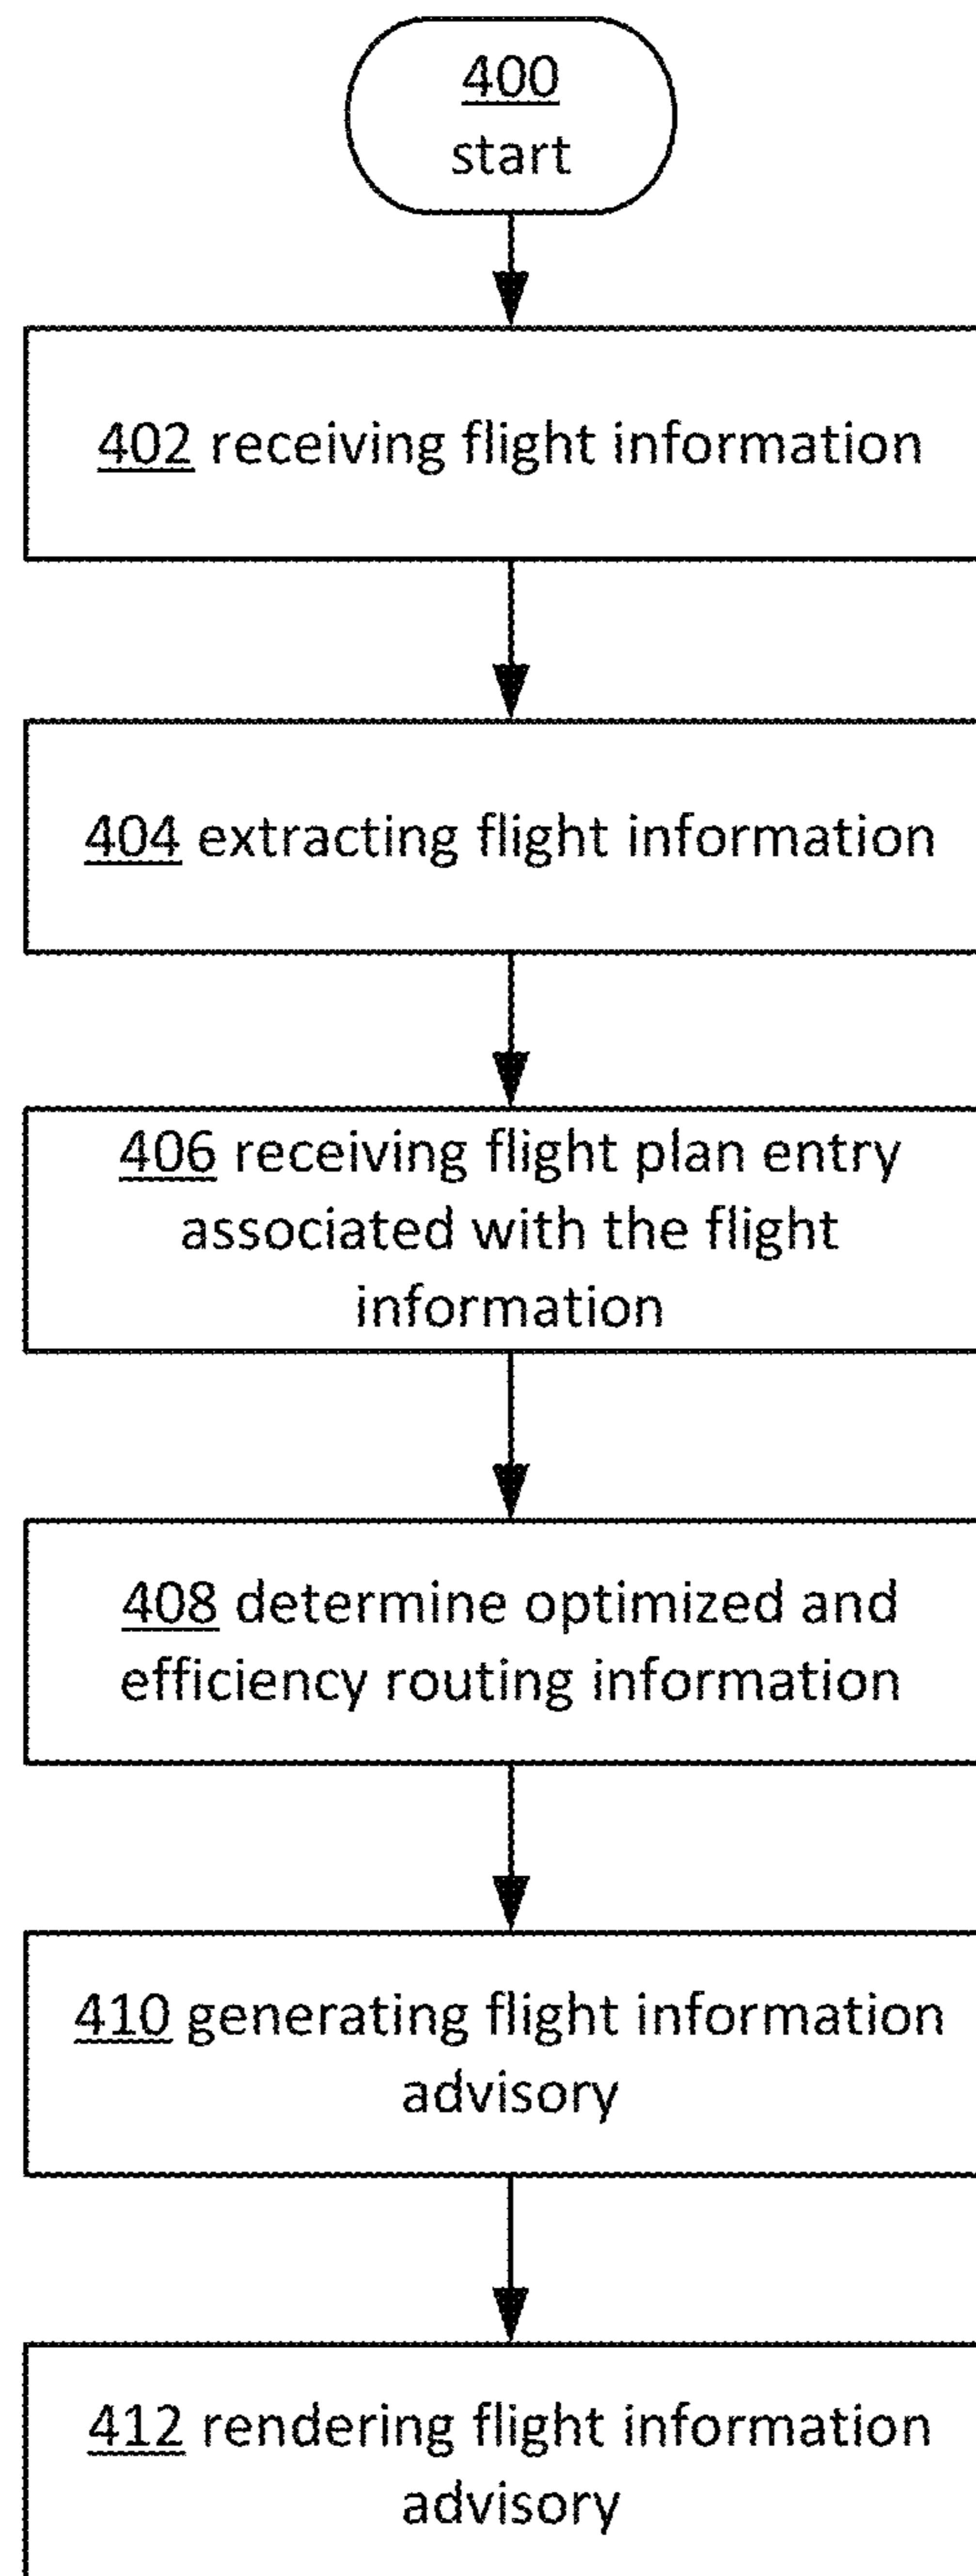 400
start
402 receiving flight information
404 extracting flight information
406 receiving flight plan entry
associated with the flight
information
408 determine optimized and
efficiency routing information
410 generating flight information
advisory
412 rendering flight information
advisory